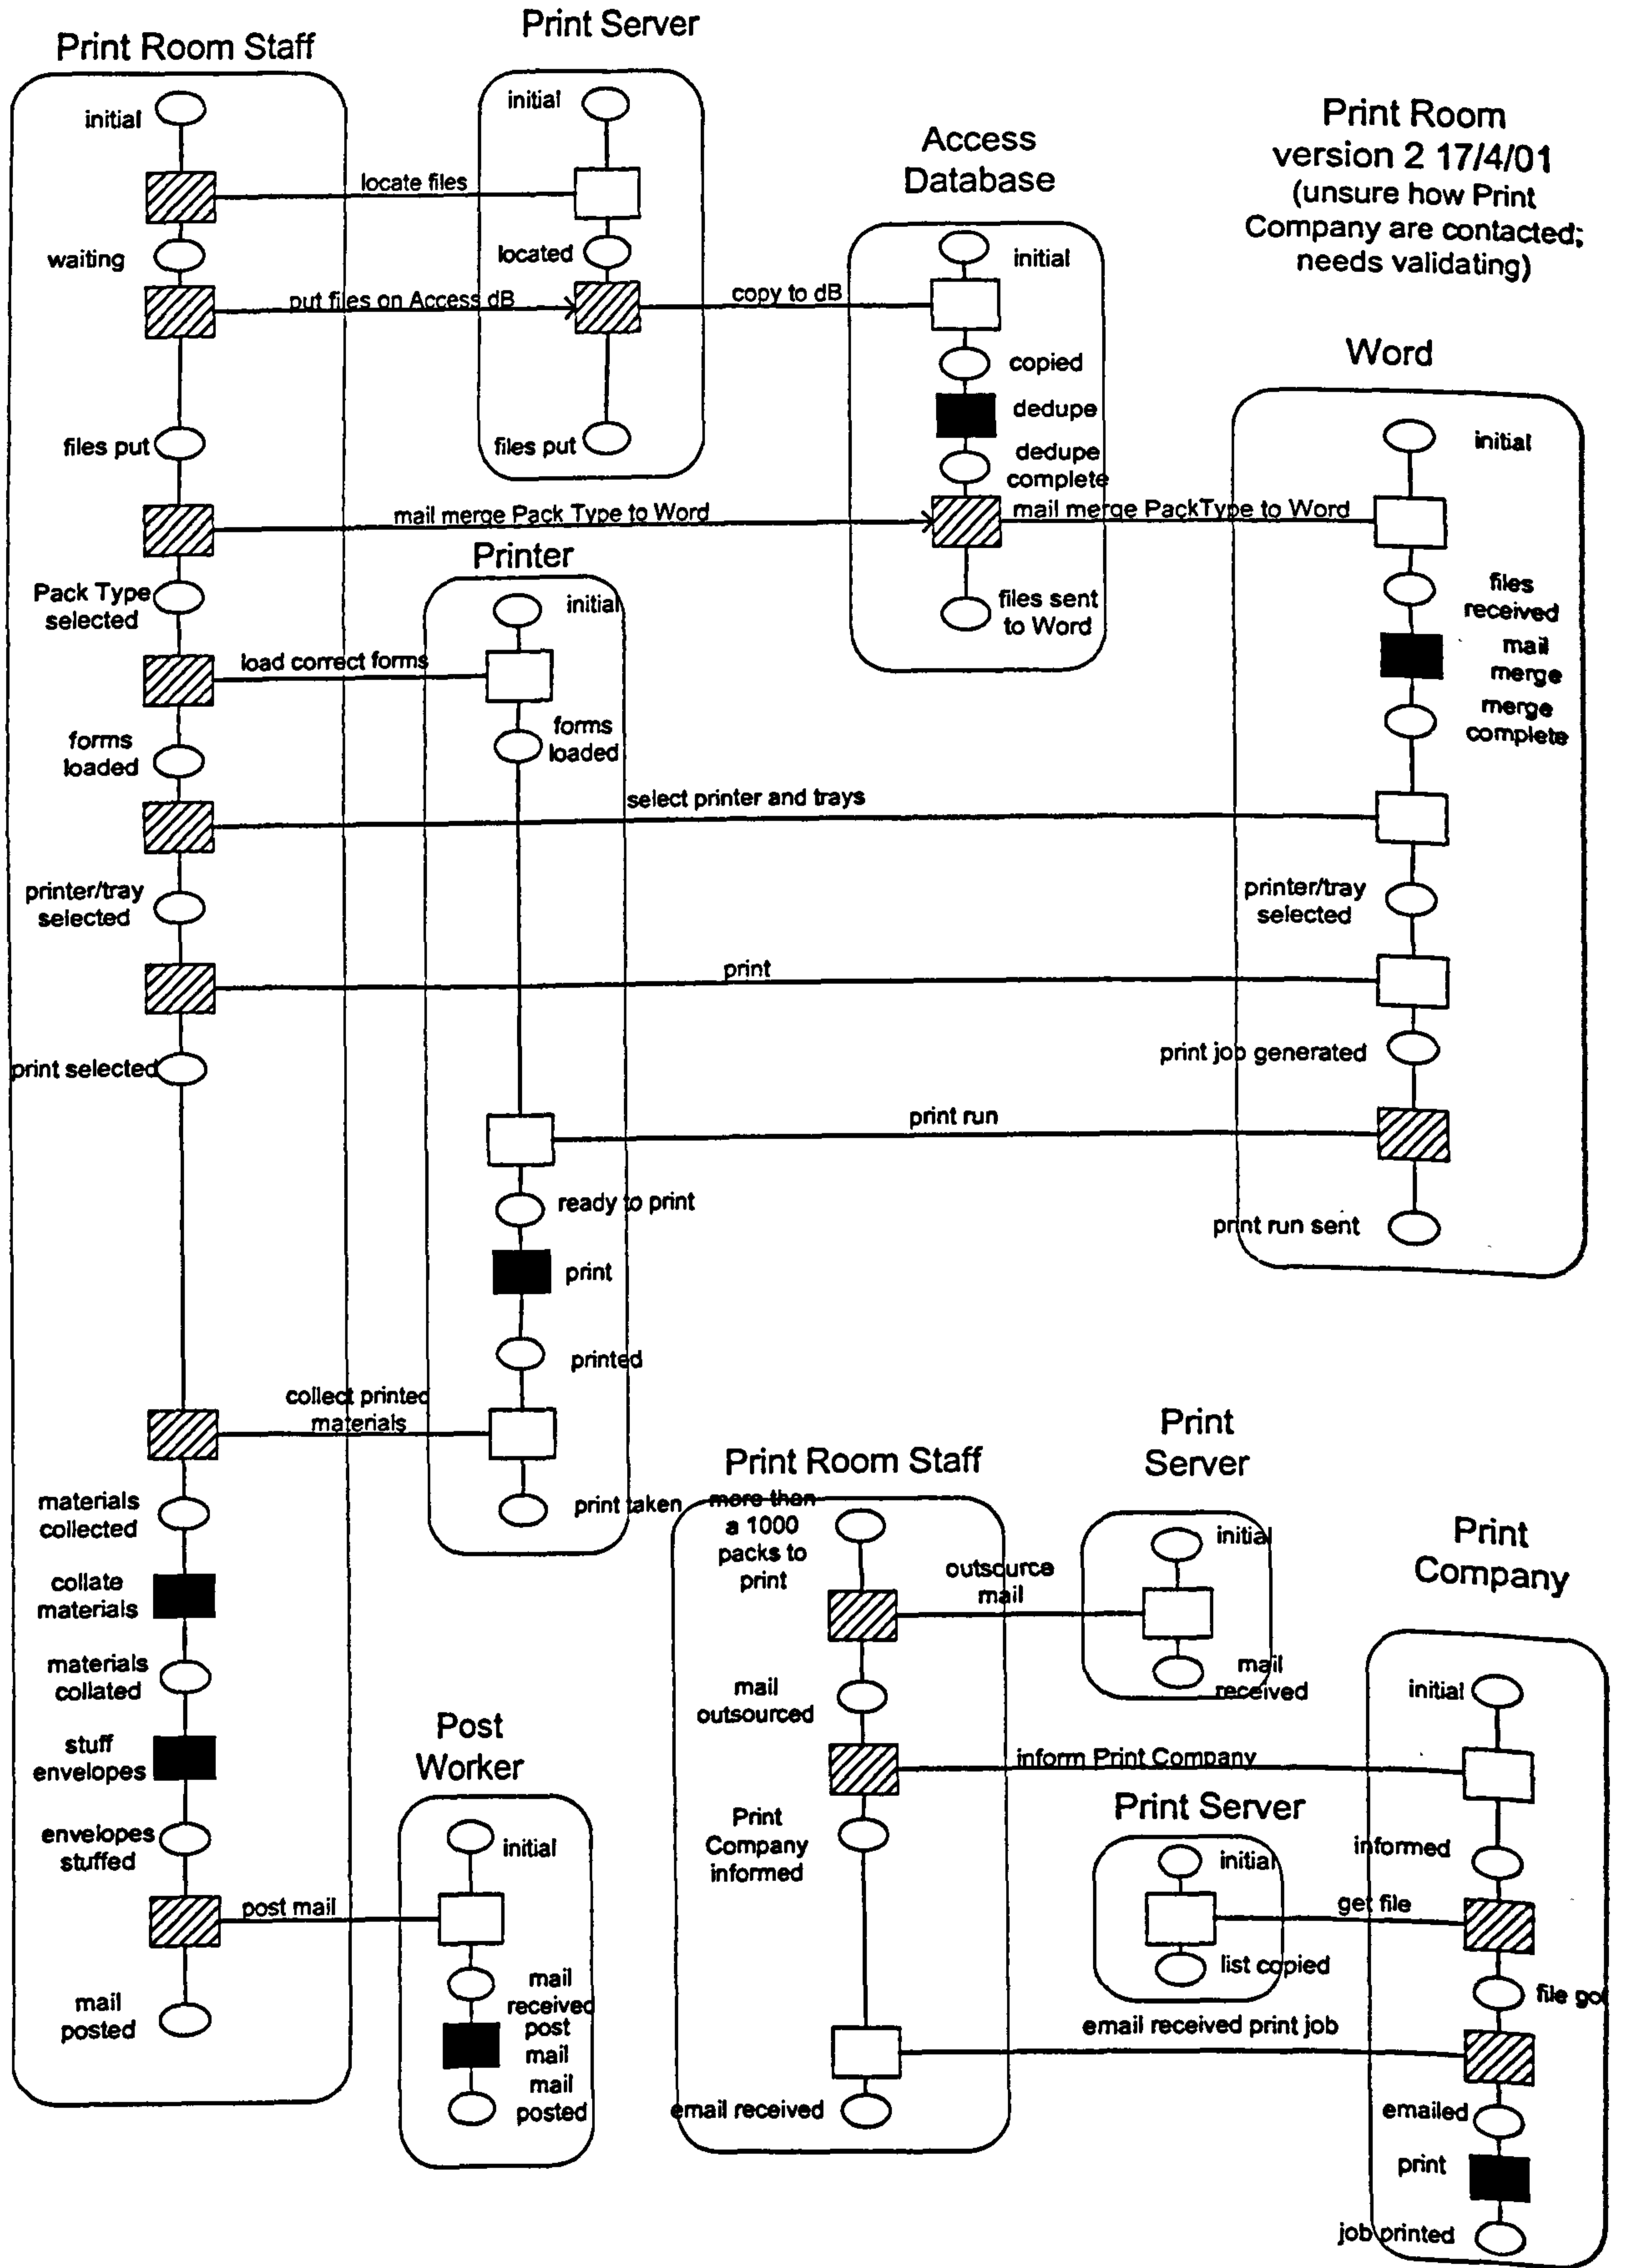 Print Room Staff
initial
waiting
files put
Pack Type
selected
forms
loaded
printer/tray
selected
print selected
materials
collected
collate
materials
materials
collated
stuff
envelopes
envelopes
stuffed
mail
posted
locate files
put files on Access dB
mail merge Pack Type to Word
load correct forms
select printer and trays
print
collect printed
materials
post mail
Print Server
initial
located
files put
copy to dB
Access
Database
initial
copied
dedupe
dedupe
complete
files sent
to Word
mail merge PackType to Word
Print Room
version 2 17/4/01
(unsure how Print
Company are contacted;
needs validating)
Word
initial
files
received
mail
merge
merge
complete
printer/tray
selected
print job generated
print run sent
print run
Printer
initial
forms
loaded
ready to print
print
printed
print taken
Post
Worker
initial
mail
received
post
mail
mail
posted
Print Room Staff
more than
a 1000
packs to
print
mail
outsourced
Print
Company
informed
email received
outsource
mail
inform Print Company
email received print job
Print
Server
initial
mail
received
Print Server
initial
list copied
get file
Print
Company
initial
informed
file got
emailed
print
job printed